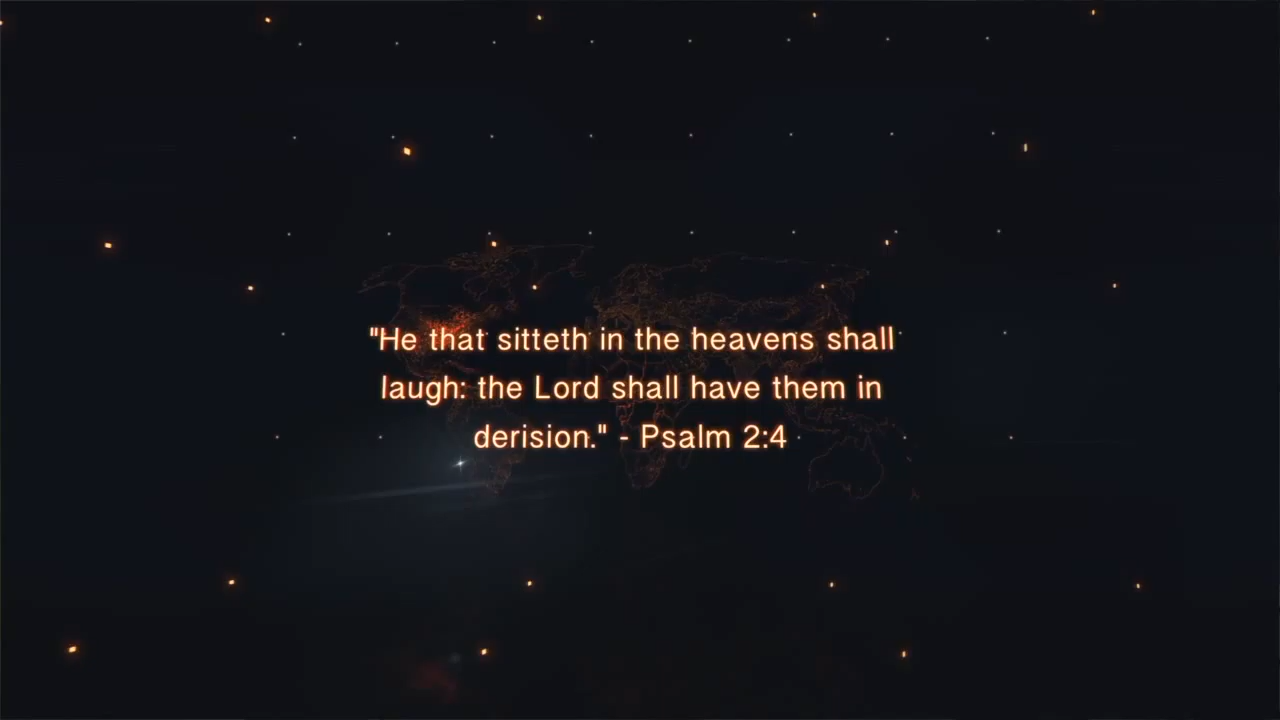 "He that sitteth in the heavens shall
laugh: the Lord shall have them in
derision." - Psalm 2:4